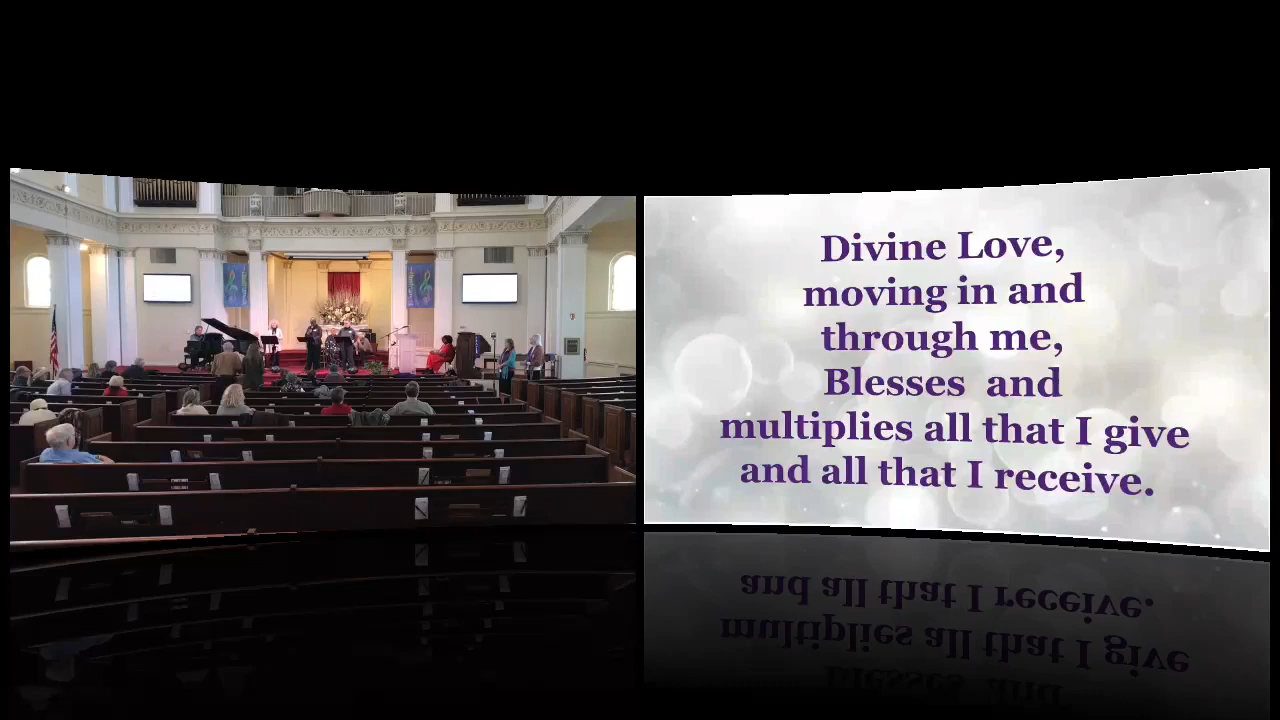 Divine Love,
moving in and
through me,
Blesses and
multiplies all that I give
and all that I receive.